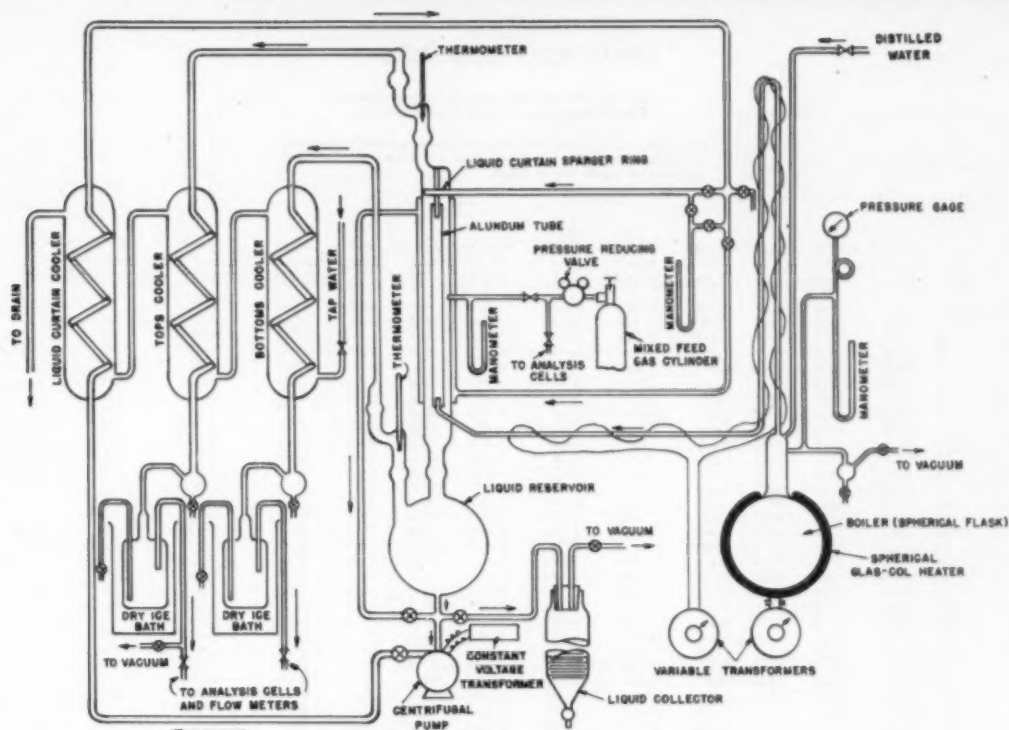 THERMOMETER
DISTILLED
WATER
LIQUID CURTAIN SPARGER RING
ALUNDUM TUBE
PRESSURE GAGE
PRESSURE REDUCING
VALVE
TO DRAIN
LIQUID CURTAIN COOLER
TOPS COOLER
BOTTOMS COOLER
TAP WATER
THERMOMETER
MANOMETER
TO ANALYSIS
CELLS
MIXED FEED
GAS CYLINDER
MANOMETER
MANOMETER
TO VACUUM
LIQUID RESERVOIR
BOILER (SPHERICAL FLASK)
SPHERICAL
GLAS-COL HEATER
TO VACUUM
DRY ICE
BATH
DRY ICE
BATH
TO VACUUM
TO ANALYSIS CELLS
AND FLOW METERS
CONSTANT
VOLTAGE
TRANSFORMER
CENTRIFUGAL
PUMP
LIQUID COLLECTOR
VARIABLE TRANSFORMERS